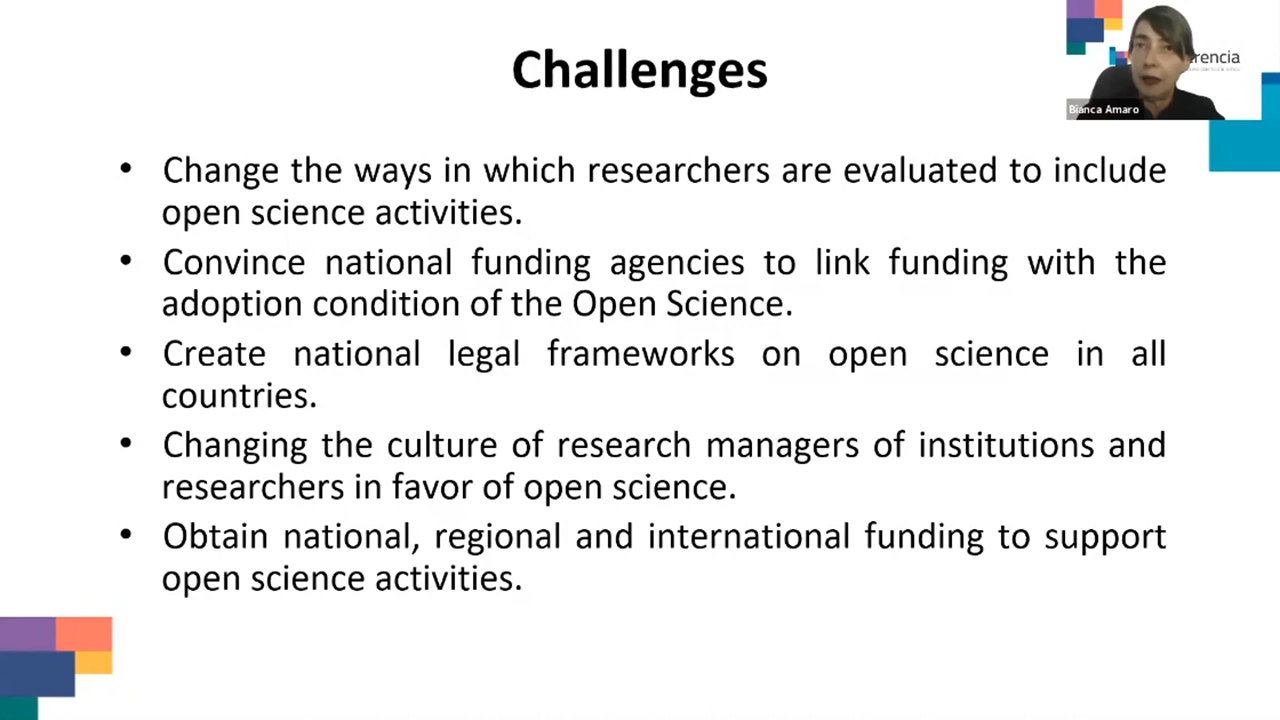 Challenges
• Change the ways in which researchers are evaluated to include
open science activities.
• Convince national funding agencies to link funding with the
adoption condition of the Open Science.
• Create national legal frameworks on open science in all
countries.
• Changing the culture of research managers of institutions and
researchers in favor of open science.
• Obtain national, regional and international funding to support
open science activities.
Bianca Amaro